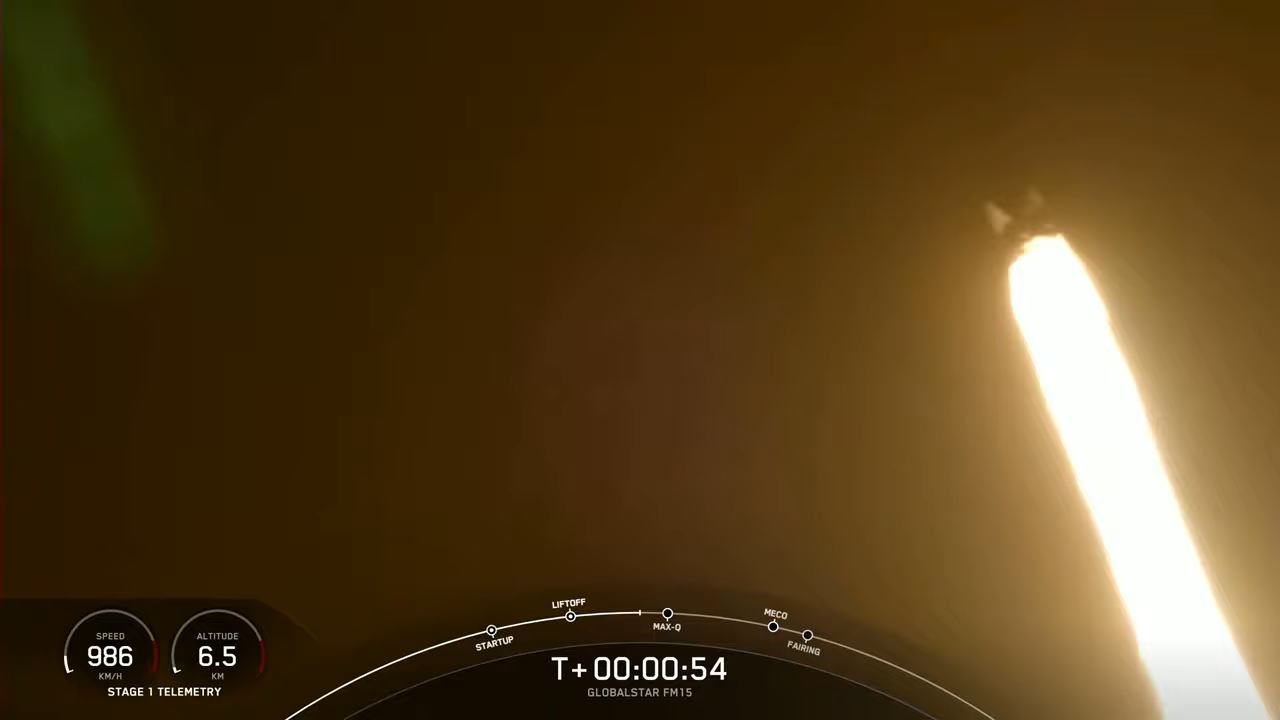 SPEED
986
KM/H
ALTITUDE
6.5
KM
STAGE 1 TELEMETRY
STARTUP
LIFTOFF
MAX-Q
MECO
FAIRING
T+00:00:54
GLOBALSTAR FM15